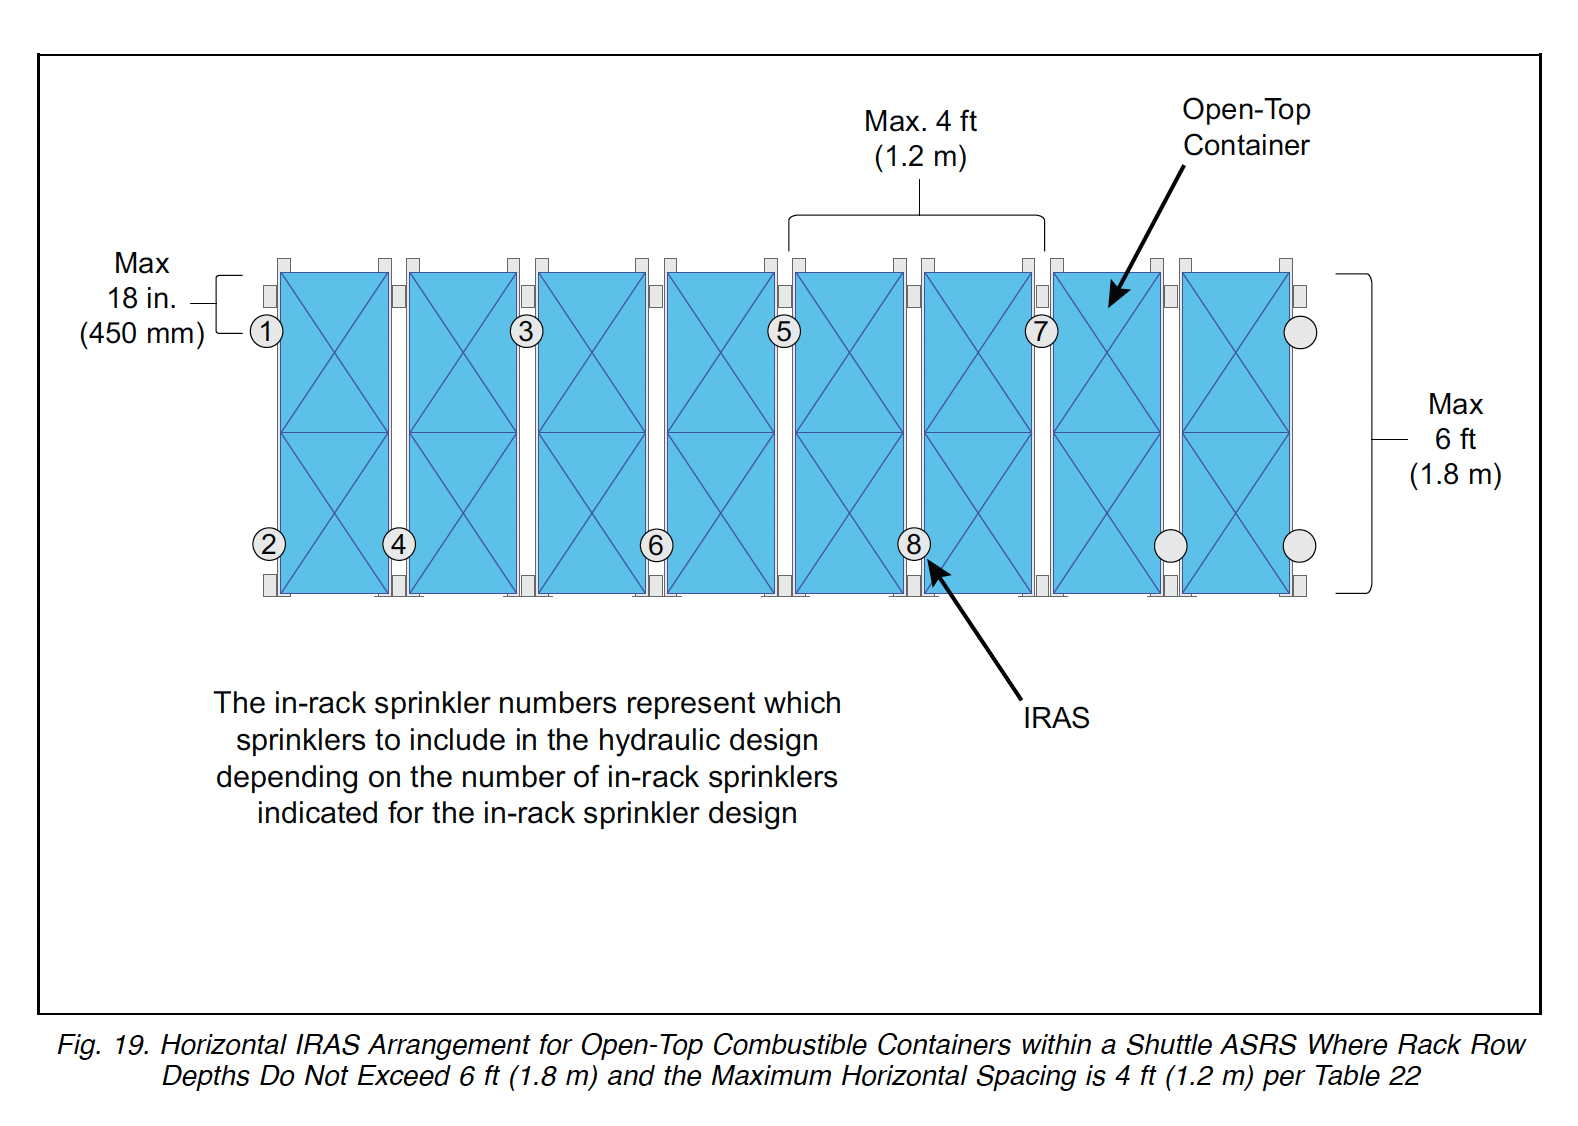 Max. 4 ft
(1.2 m)
Open-Top
Container
Max
18 in.
(450 mm)
1
3
5
7
Max
6 ft
(1.8 m)
2
4
6
8
IRAS
The in-rack sprinkler numbers represent which
sprinklers to include in the hydraulic design
depending on the number of in-rack sprinklers
indicated for the in-rack sprinkler design
Fig. 19. Horizontal IRAS Arrangement for Open-Top Combustible Containers within a Shuttle ASRS Where Rack Row
Depths Do Not Exceed 6 ft (1.8 m) and the Maximum Horizontal Spacing is 4 ft (1.2 m) per Table 22